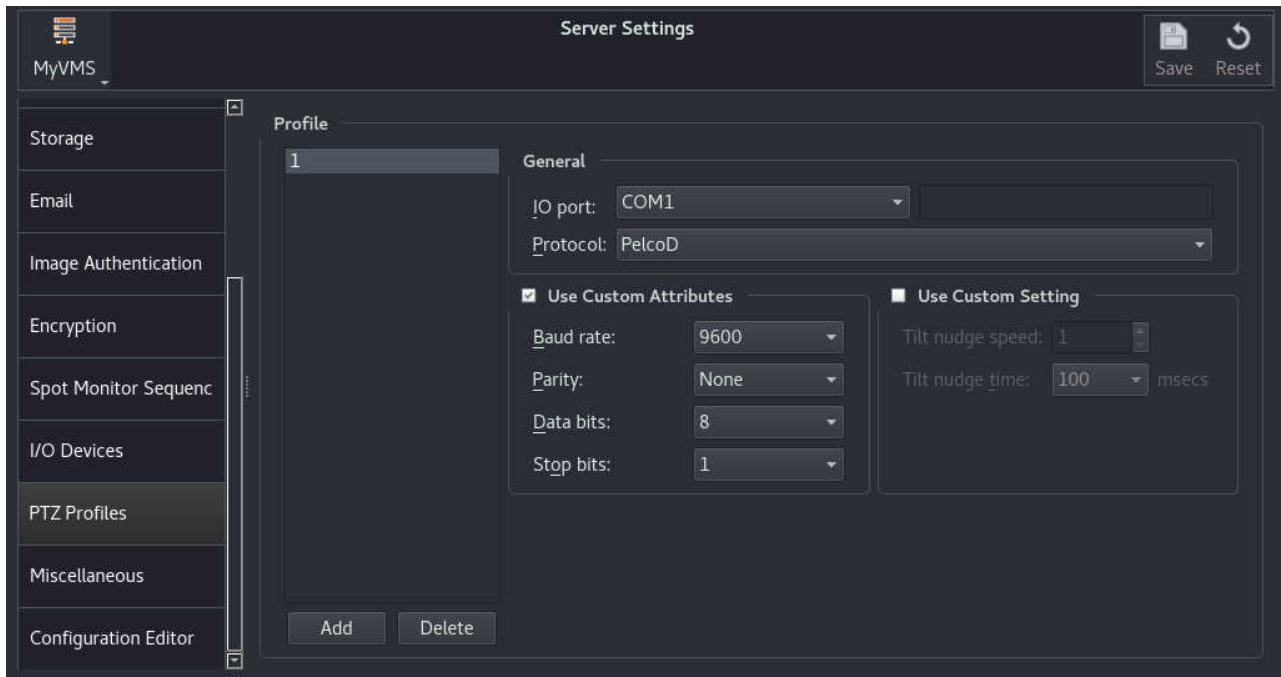 Server Settings
MyVMS
Save Reset
Storage
Email
Image Authentication
Encryption
Spot Monitor Sequenc
I/O Devices
PTZ Profiles
Miscellaneous
Configuration Editor
Profile
1
Add Delete
General
IO port: COM1
Protocol: PelcoD
Use Custom Attributes
Baud rate: 9600
Parity: None
Data bits: 8
Stop bits: 1
Use Custom Setting
Tilt nudge speed: 1
Tilt nudge time: 100 msecs